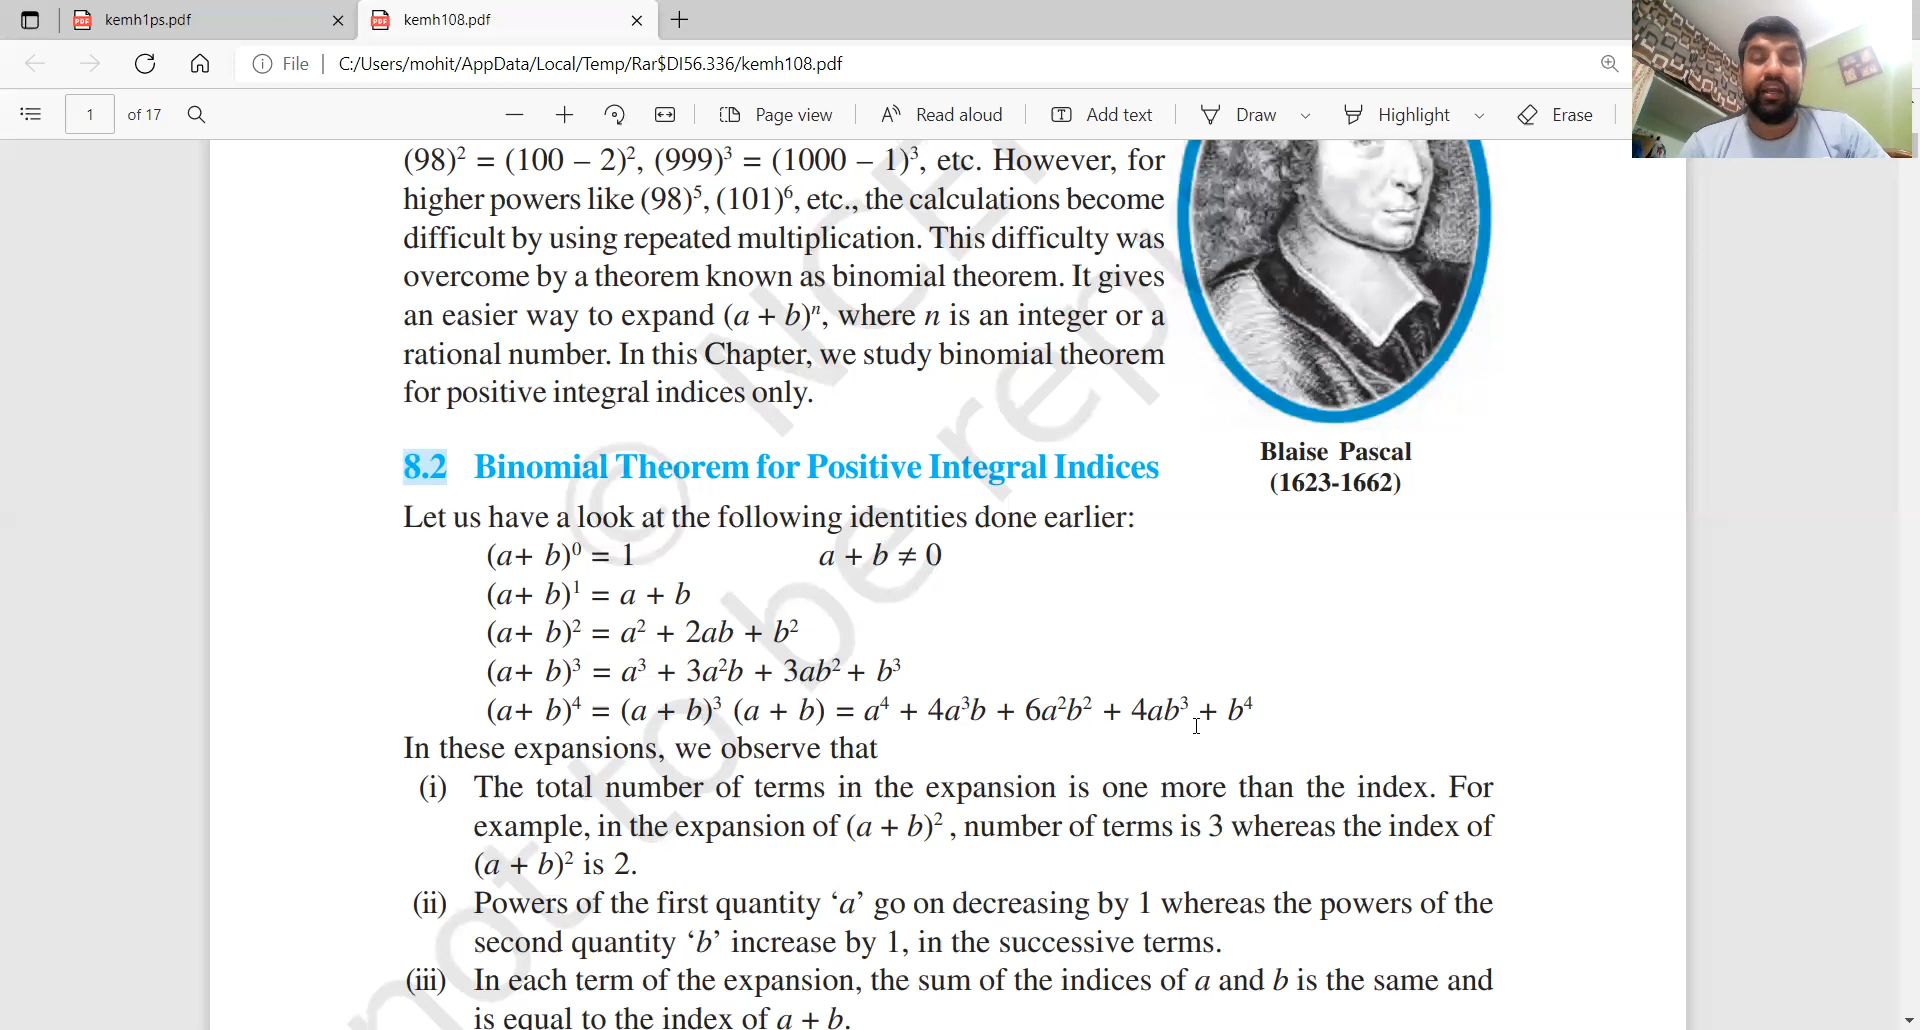 kemh1ps.pdf
kemh108.pdf
File
C:/Users/mohit/AppData/Local/Temp/Rar$DI56.336/kemh108.pdf
1 of 17
Page view
Read aloud
Add text
Draw
Highlight
Erase
(98)² = (100 – 2)², (999)³ = (1000 – 1)³, etc. However, for
higher powers like (98)⁵, (101)⁶, etc., the calculations become
difficult by using repeated multiplication. This difficulty was
overcome by a theorem known as binomial theorem. It gives
an easier way to expand (a + b)ⁿ, where n is an integer or a
rational number. In this Chapter, we study binomial theorem
for positive integral indices only.
Blaise Pascal
(1623-1662)
8.2 Binomial Theorem for Positive Integral Indices
Let us have a look at the following identities done earlier:
(a+ b)⁰ = 1 a + b ≠ 0
(a+ b)¹ = a + b
(a+ b)² = a² + 2ab + b²
(a+ b)³ = a³ + 3a²b + 3ab² + b³
(a+ b)⁴ = (a + b)³ (a + b) = a⁴ + 4a³b + 6a²b² + 4ab³ + b⁴
In these expansions, we observe that
(i) The total number of terms in the expansion is one more than the index. For
example, in the expansion of (a + b)² , number of terms is 3 whereas the index of
(a + b)² is 2.
(ii) Powers of the first quantity ‘a’ go on decreasing by 1 whereas the powers of the
second quantity ‘b’ increase by 1, in the successive terms.
(iii) In each term of the expansion, the sum of the indices of a and b is the same and
is equal to the index of a + b.
not to be rep